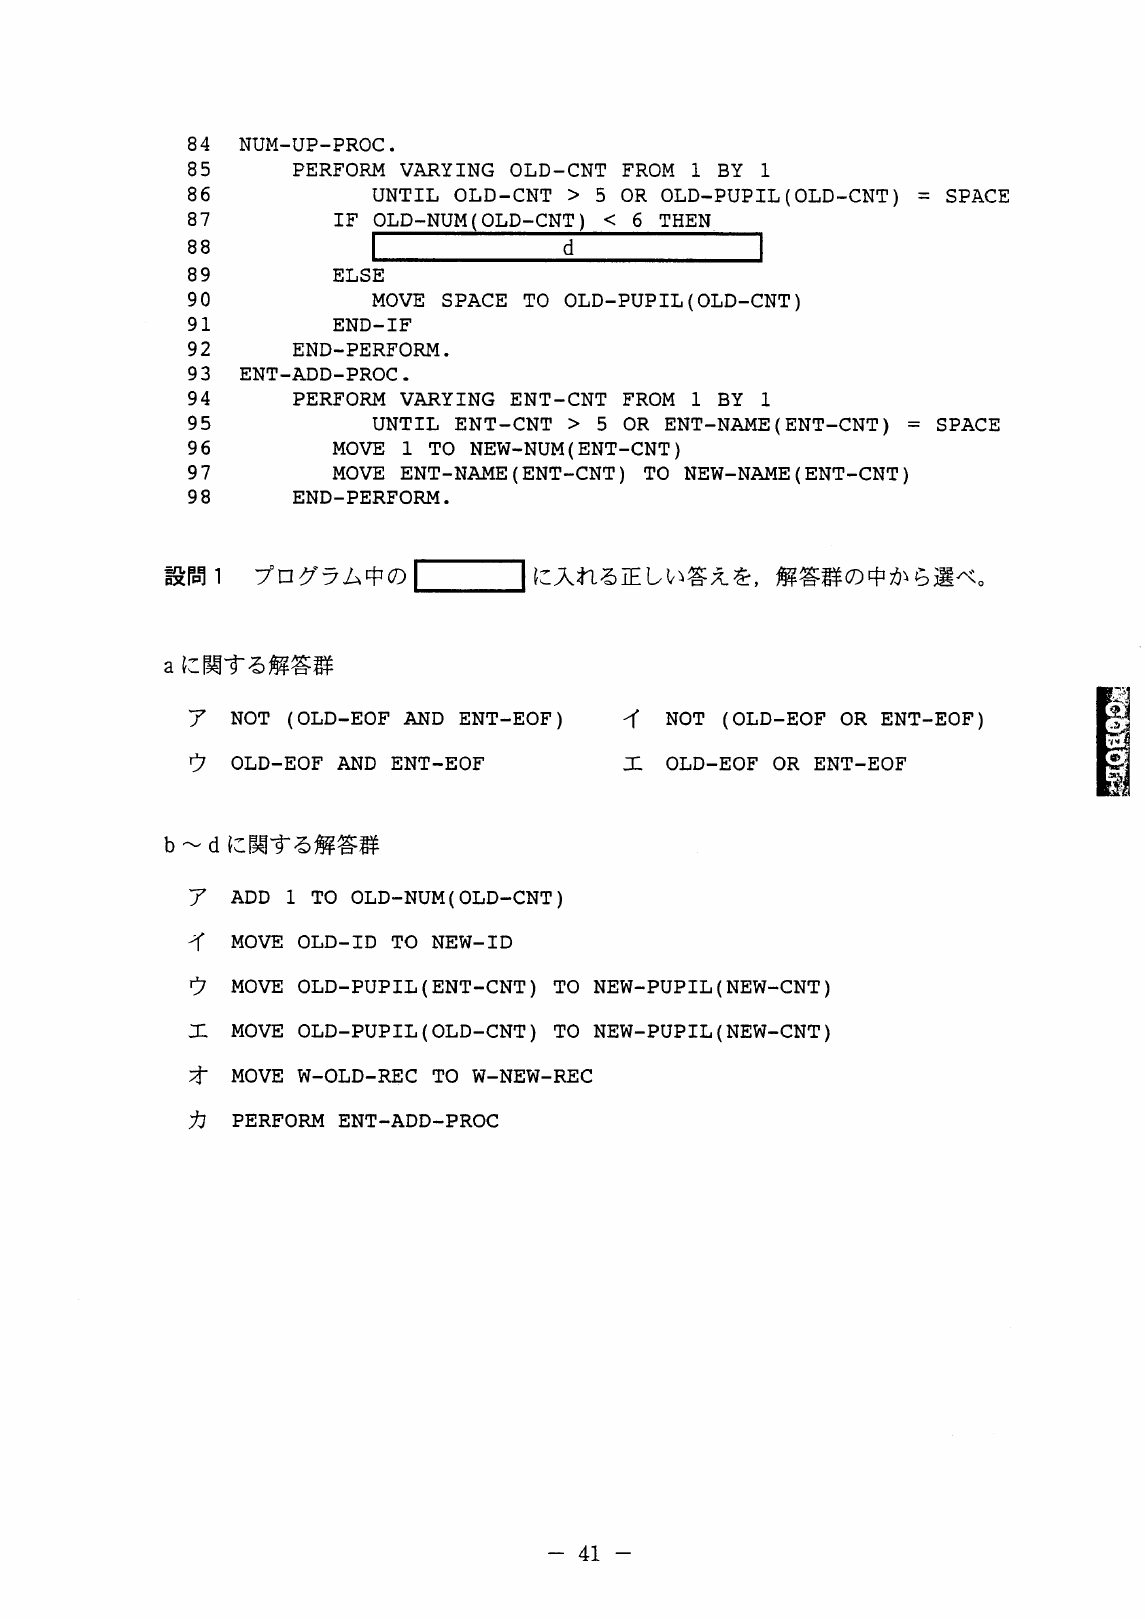 84 NUM-UP-PROC.
85 PERFORM VARYING OLD-CNT FROM 1 BY 1
86 UNTIL OLD-CNT > 5 OR OLD-PUPIL(OLD-CNT) = SPACE
87 IF OLD-NUM(OLD-CNT) < 6 THEN
88 d
89 ELSE
90 MOVE SPACE TO OLD-PUPIL(OLD-CNT)
91 END-IF
92 END-PERFORM.
93 ENT-ADD-PROC.
94 PERFORM VARYING ENT-CNT FROM 1 BY 1
95 UNTIL ENT-CNT > 5 OR ENT-NAME(ENT-CNT) = SPACE
96 MOVE 1 TO NEW-NUM(ENT-CNT)
97 MOVE ENT-NAME(ENT-CNT) TO NEW-NAME(ENT-CNT)
98 END-PERFORM.
設問1 プログラム中の に入れる正しい答えを，解答群の中から選べ。
a に関する解答群
ア NOT (OLD-EOF AND ENT-EOF) イ NOT (OLD-EOF OR ENT-EOF)
ウ OLD-EOF AND ENT-EOF エ OLD-EOF OR ENT-EOF
COBOL
b～d に関する解答群
ア ADD 1 TO OLD-NUM(OLD-CNT)
イ MOVE OLD-ID TO NEW-ID
ウ MOVE OLD-PUPIL(ENT-CNT) TO NEW-PUPIL(NEW-CNT)
エ MOVE OLD-PUPIL(OLD-CNT) TO NEW-PUPIL(NEW-CNT)
オ MOVE W-OLD-REC TO W-NEW-REC
カ PERFORM ENT-ADD-PROC
— 41 —